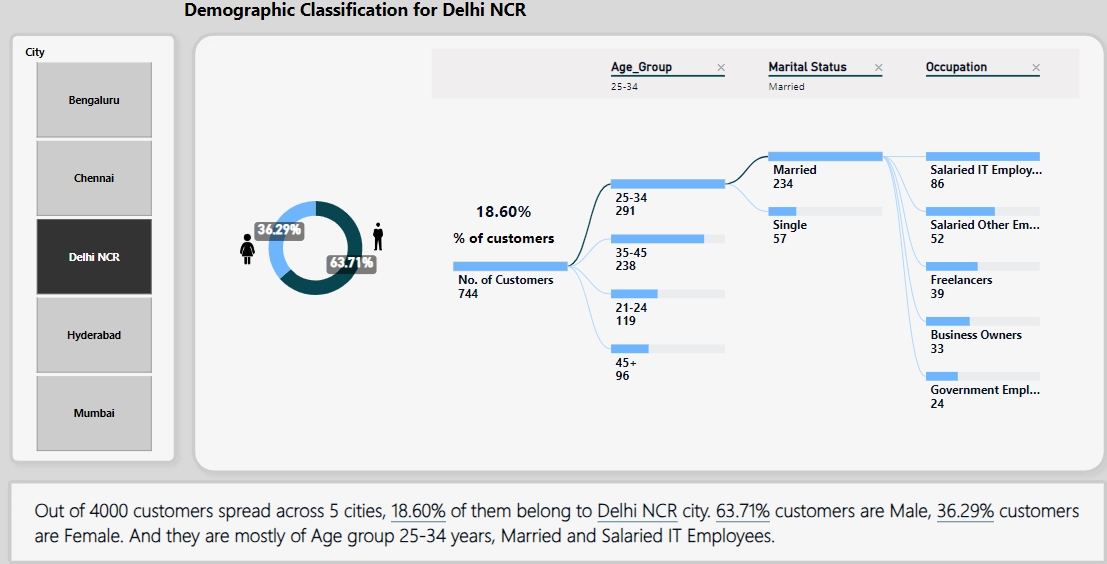 Demographic Classification for Delhi NCR
City
Bengaluru
Chennai
Delhi NCR
Hyderabad
Mumbai
Age_Group ×
25-34
Marital Status ×
Married
Occupation ×
36.29%
63.71%
18.60%
% of customers
No. of Customers
744
25-34
291
35-45
238
21-24
119
45+
96
Married
234
Single
57
Salaried IT Employ...
86
Salaried Other Em...
52
Freelancers
39
Business Owners
33
Government Empl...
24
Out of 4000 customers spread across 5 cities, 18.60% of them belong to Delhi NCR city. 63.71% customers are Male, 36.29% customers
are Female. And they are mostly of Age group 25-34 years, Married and Salaried IT Employees.